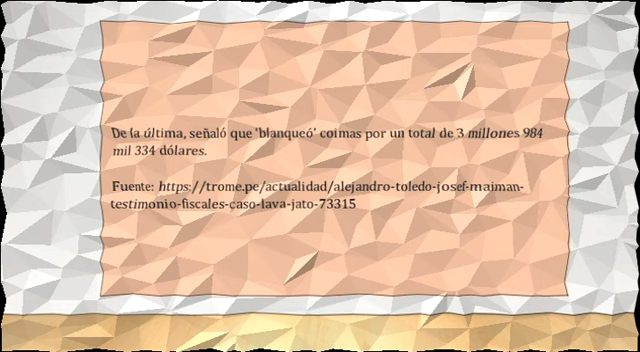 De la última, señaló que 'blanqueó' coimas por un total de 3 millones 984
mil 334 dólares.
Fuente: https://trome.pe/actualidad/alejandro-toledo-josef-maiman-
testimonio-fiscales-caso-lava-jato-73315